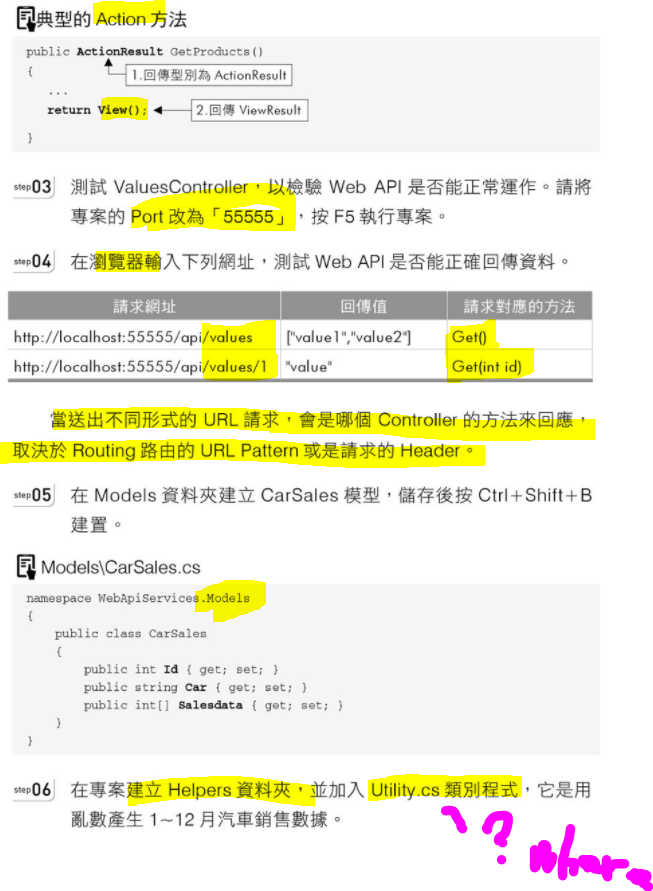 典型的 Action 方法
public ActionResult GetProducts()
{
1.回傳型別為 ActionResult
...
return View();
2.回傳 ViewResult
}
step03 測試 ValuesController，以檢驗 Web API 是否能正常運作。請將
專案的 Port 改為「55555」，按 F5 執行專案。
step04 在瀏覽器輸入下列網址，測試 Web API 是否能正確回傳資料。
請求網址 回傳值 請求對應的方法
http://localhost:55555/api/values ["value1","value2"] Get()
http://localhost:55555/api/values/1 "value" Get(int id)
當送出不同形式的 URL 請求，會是哪個 Controller 的方法來回應，
取決於 Routing 路由的 URL Pattern 或是請求的 Header。
step05 在 Models 資料夾建立 CarSales 模型，儲存後按 Ctrl+Shift+B
建置。
Models\CarSales.cs
namespace WebApiServices.Models
{
public class CarSales
{
public int Id { get; set; }
public string Car { get; set; }
public int[] Salesdata { get; set; }
}
}
step06 在專案建立 Helpers 資料夾，並加入 Utility.cs 類別程式，它是用
亂數產生 1~12 月汽車銷售數據。
?